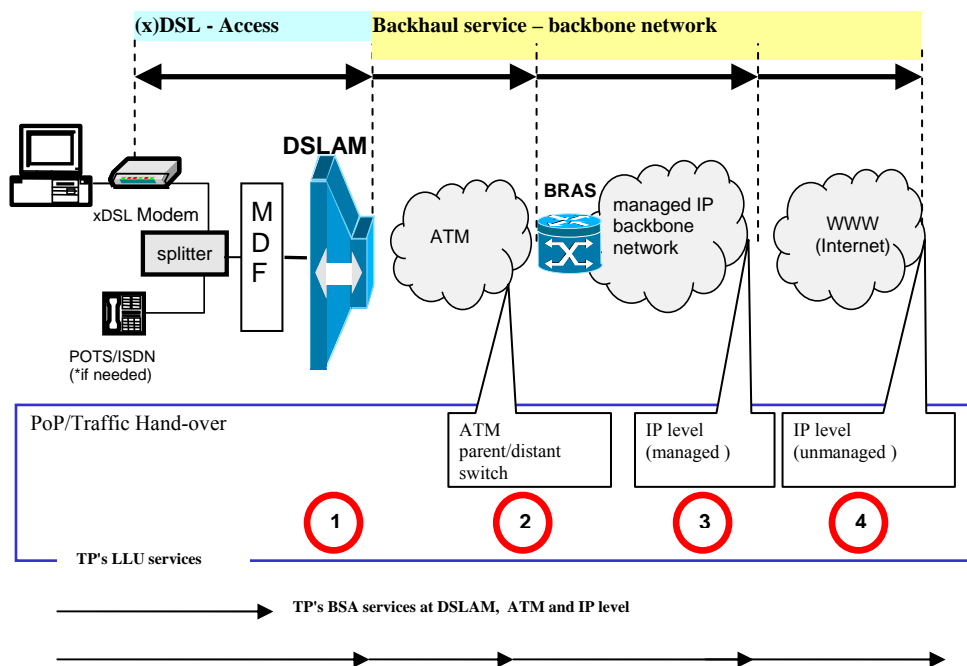 (x)DSL - Access
Backhaul service – backbone network
DSLAM
BRAS
xDSL Modem
splitter
M
D
F
ATM
managed IP
backbone
network
WWW
(Internet)
POTS/ISDN
(*if needed)
PoP/Traffic Hand-over
ATM
parent/distant
switch
IP level
(managed )
IP level
(unmanaged )
1
2
3
4
TP's LLU services
TP's BSA services at DSLAM, ATM and IP level